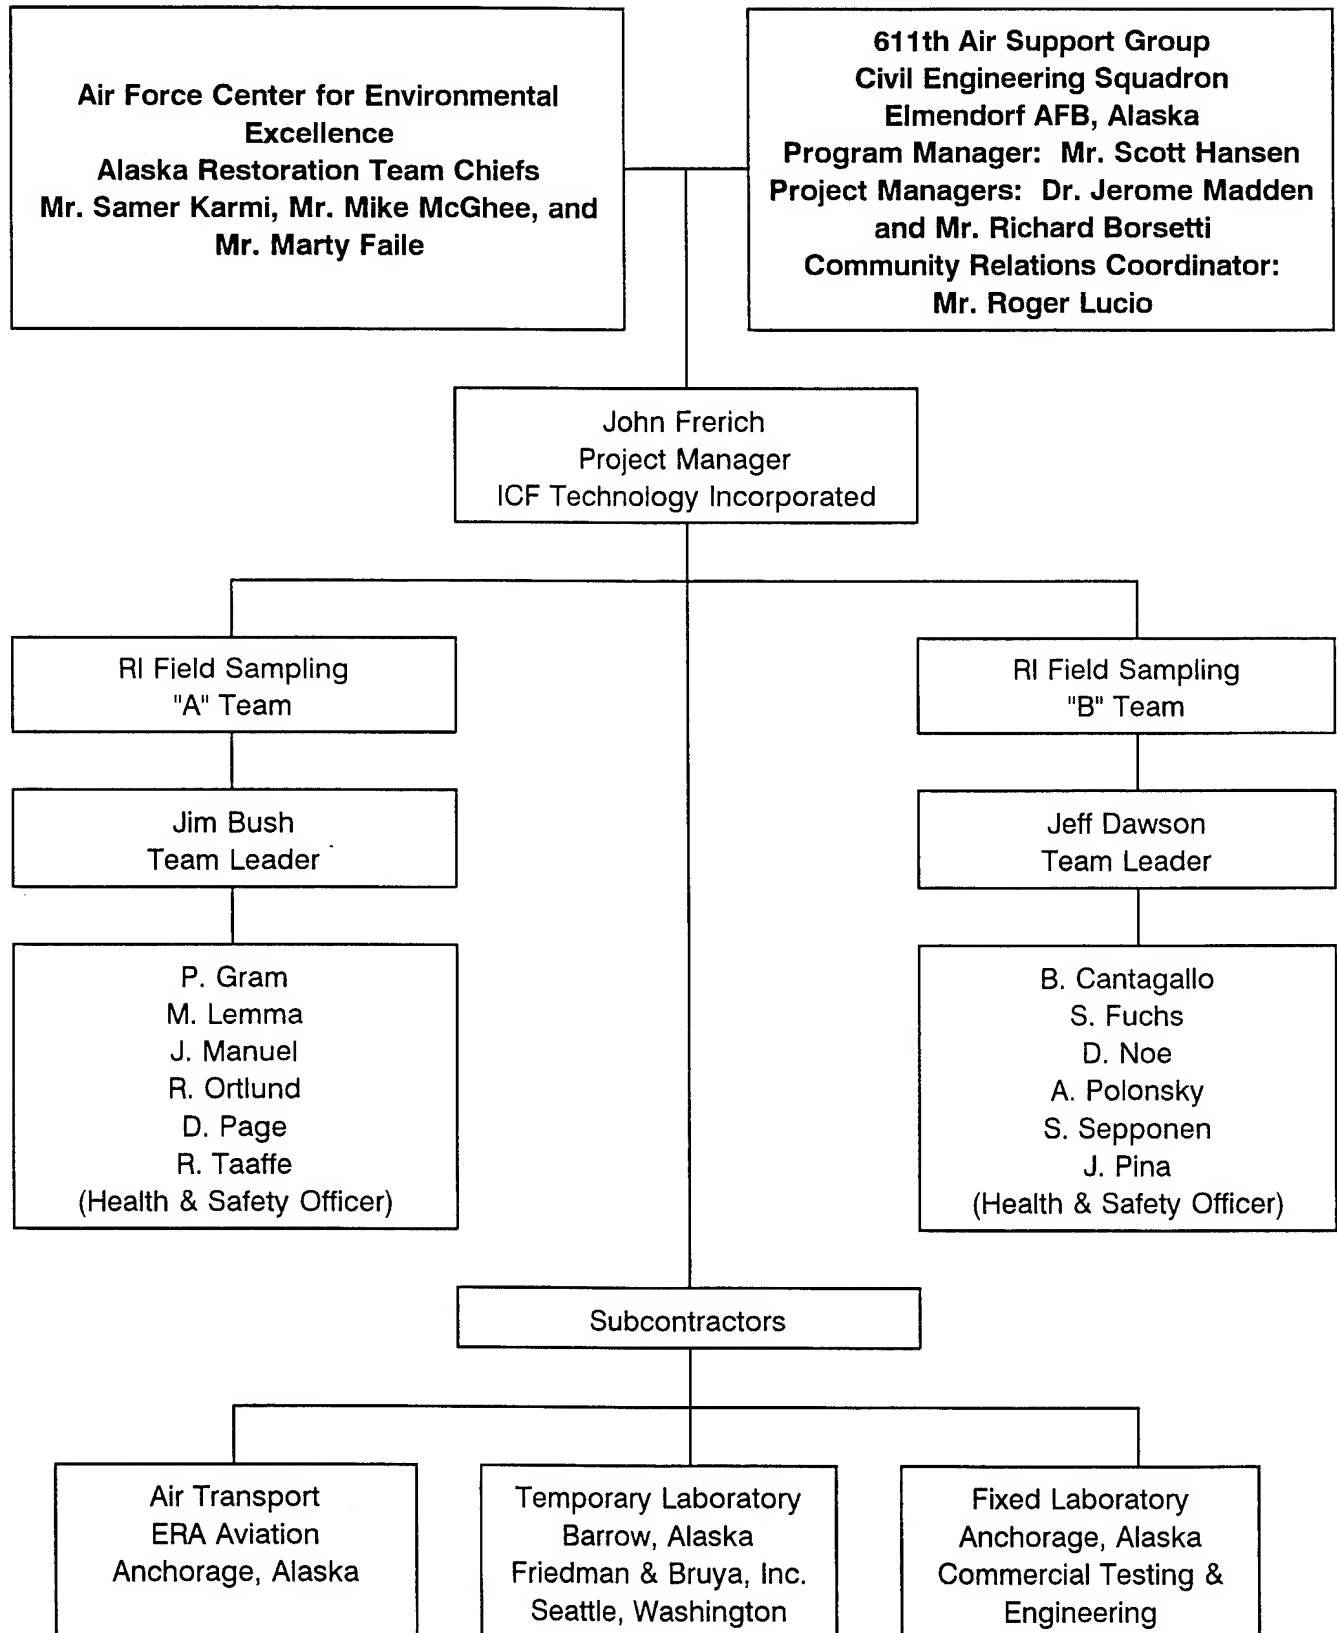 Air Force Center for Environmental
Excellence
Alaska Restoration Team Chiefs
Mr. Samer Karmi, Mr. Mike McGhee, and
Mr. Marty Faile
611th Air Support Group
Civil Engineering Squadron
Elmendorf AFB, Alaska
Program Manager: Mr. Scott Hansen
Project Managers: Dr. Jerome Madden
and Mr. Richard Borsetti
Community Relations Coordinator:
Mr. Roger Lucio
John Frerich
Project Manager
ICF Technology Incorporated
RI Field Sampling
"A" Team
Jim Bush
Team Leader
P. Gram
M. Lemma
J. Manuel
R. Ortlund
D. Page
R. Taaffe
(Health & Safety Officer)
RI Field Sampling
"B" Team
Jeff Dawson
Team Leader
B. Cantagallo
S. Fuchs
D. Noe
A. Polonsky
S. Sepponen
J. Pina
(Health & Safety Officer)
Subcontractors
Air Transport
ERA Aviation
Anchorage, Alaska
Temporary Laboratory
Barrow, Alaska
Friedman & Bruya, Inc.
Seattle, Washington
Fixed Laboratory
Anchorage, Alaska
Commercial Testing &
Engineering